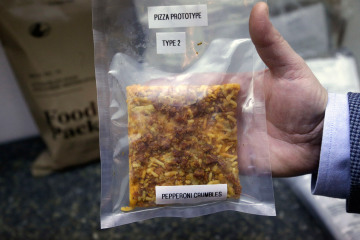 PIZZA PROTOTYPE
TYPE 2
Food
Pack
PEPPERONI CRUMBLES